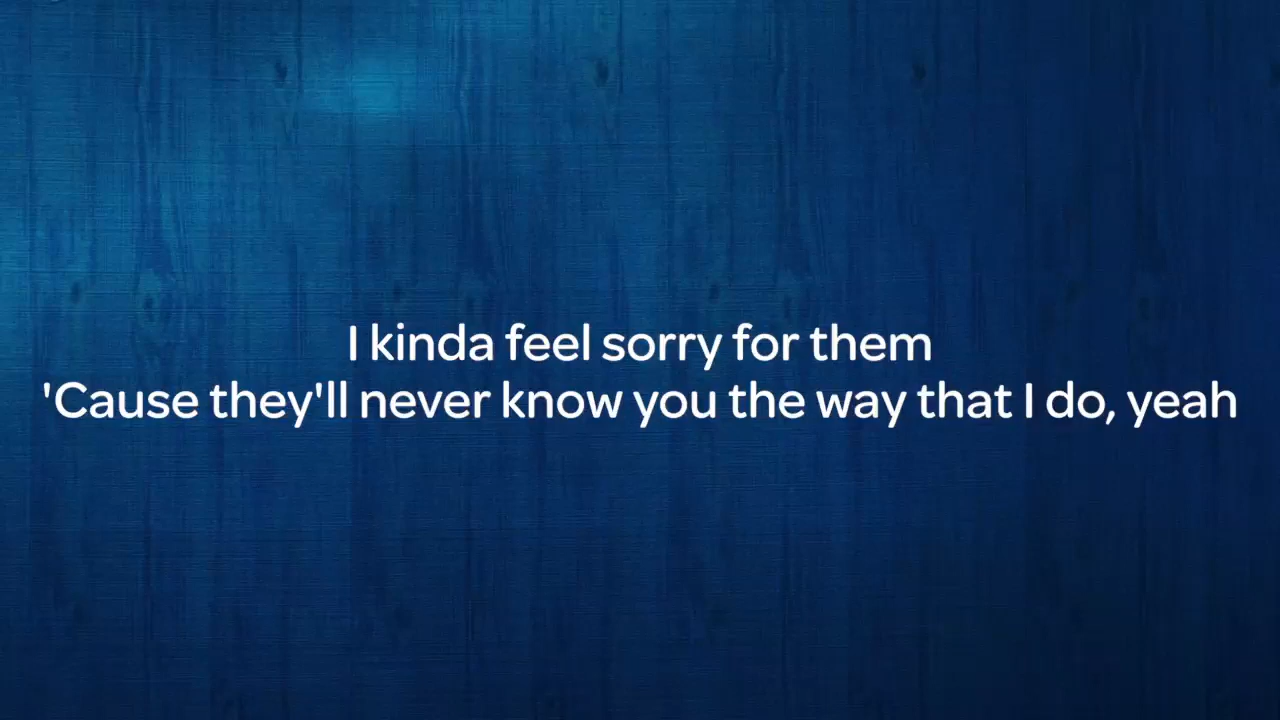 I kinda feel sorry for them
'Cause they'll never know you the way that I do, yeah